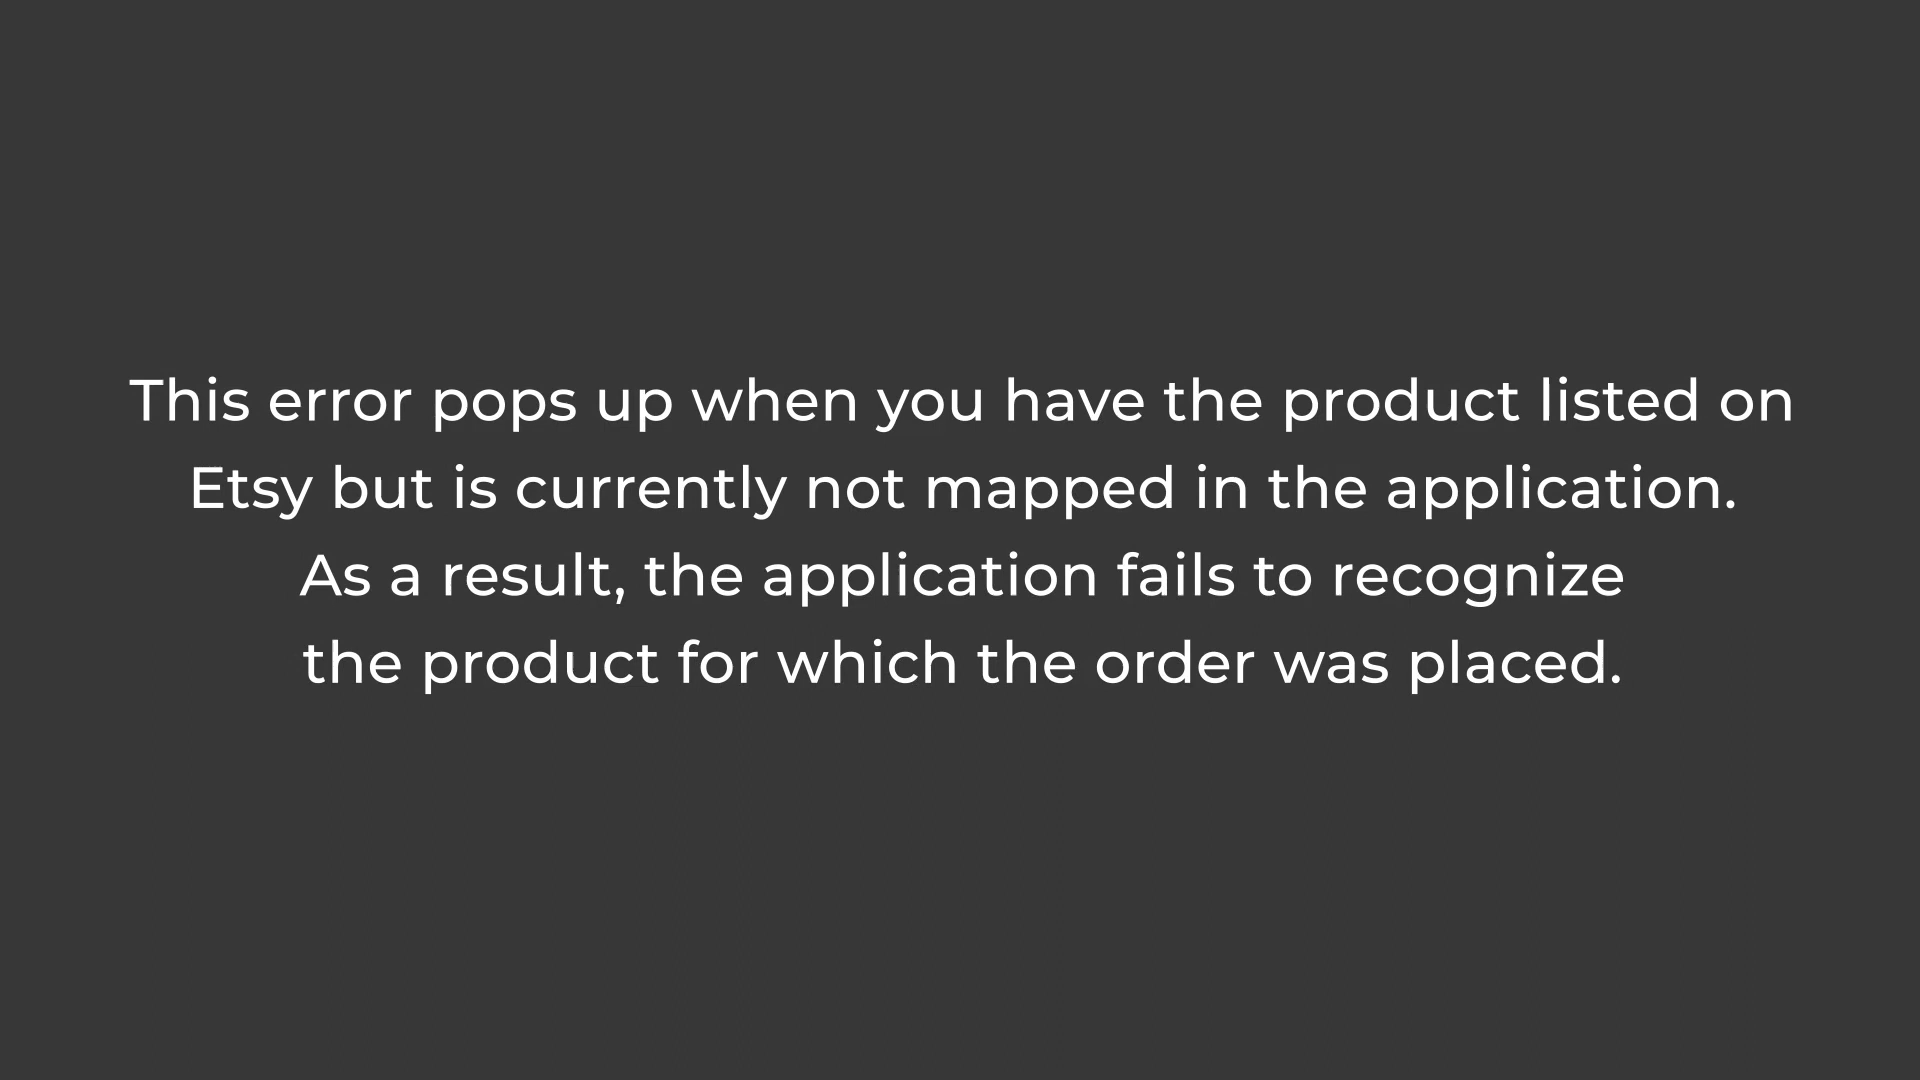 This error pops up when you have the product listed on
Etsy but is currently not mapped in the application.
As a result, the application fails to recognize
the product for which the order was placed.